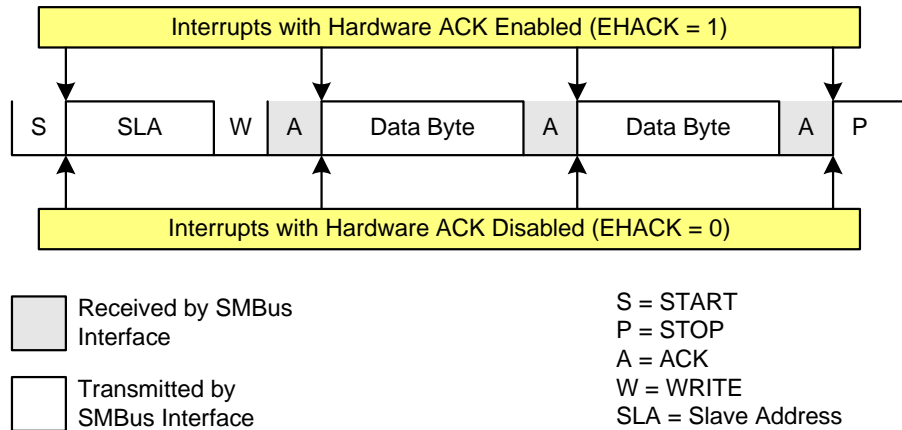 Interrupts with Hardware ACK Enabled (EHACK = 1)
S SLA W A Data Byte A Data Byte A P
Interrupts with Hardware ACK Disabled (EHACK = 0)
Received by SMBus
Interface
Transmitted by
SMBus Interface
S = START
P = STOP
A = ACK
W = WRITE
SLA = Slave Address